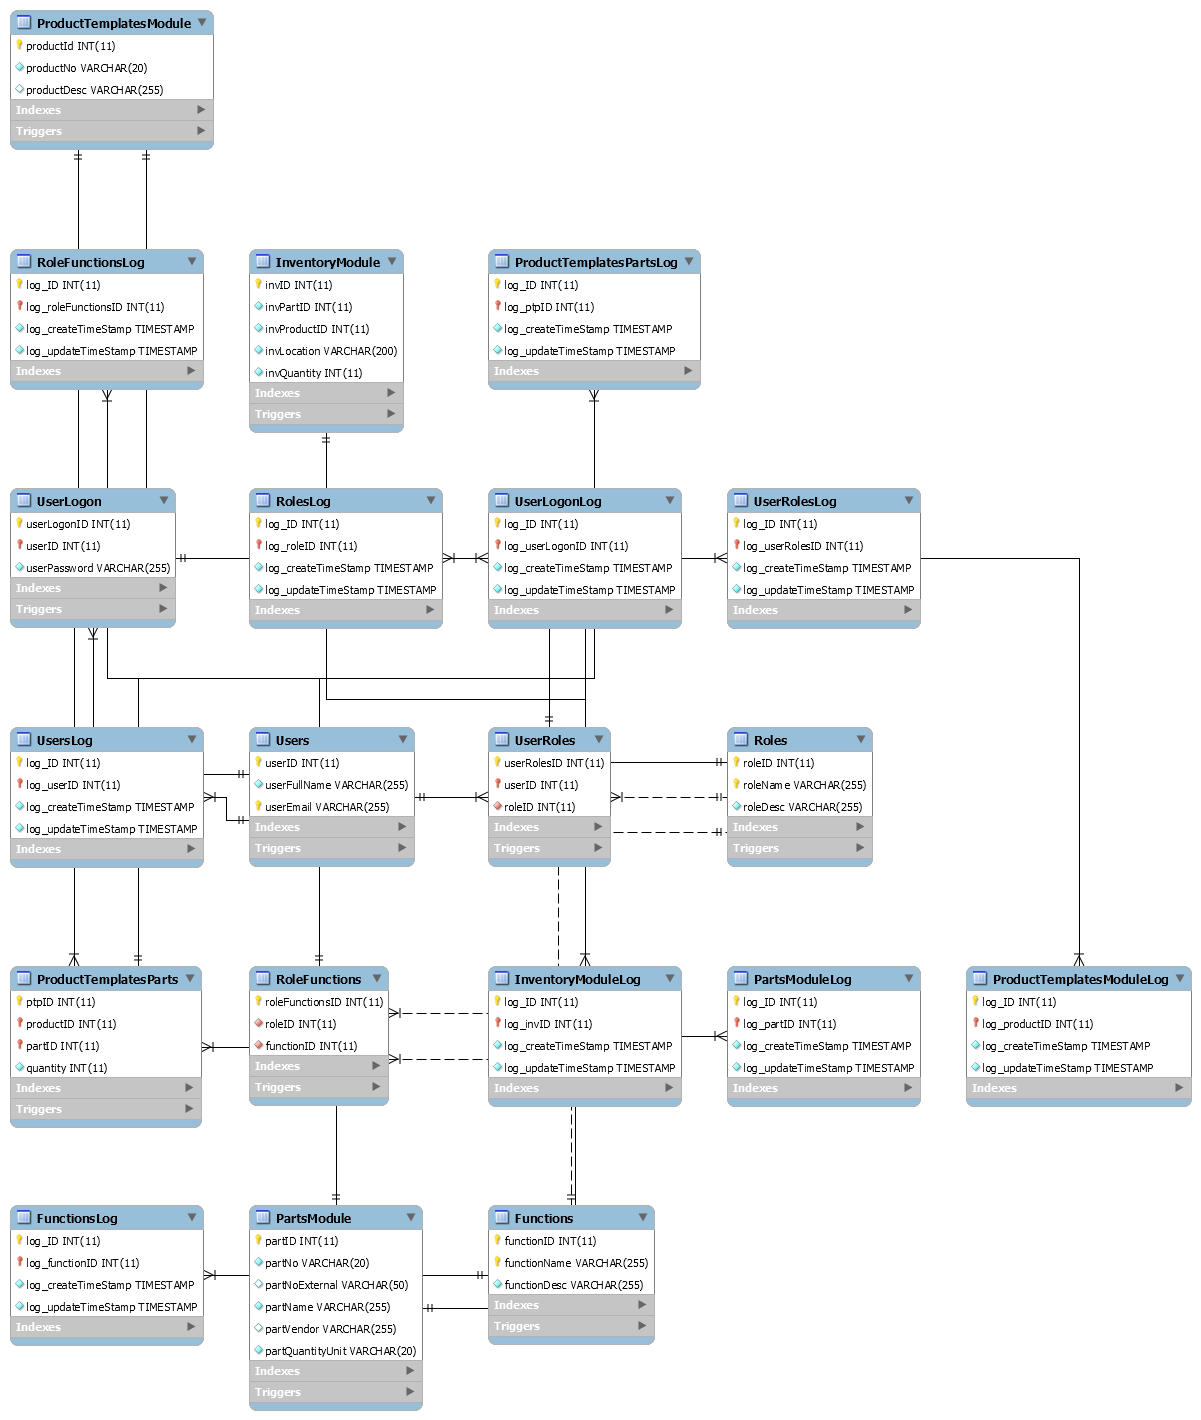 ProductTemplatesModule
productId INT(11)
productNo VARCHAR(20)
productDesc VARCHAR(255)
Indexes
Triggers
RoleFunctionsLog
log_ID INT(11)
log_roleFunctionsID INT(11)
log_createTimeStamp TIMESTAMP
log_updateTimeStamp TIMESTAMP
Indexes
InventoryModule
invID INT(11)
invPartID INT(11)
invProductID INT(11)
invLocation VARCHAR(200)
invQuantity INT(11)
Indexes
Triggers
ProductTemplatesPartsLog
log_ID INT(11)
log_ptpID INT(11)
log_createTimeStamp TIMESTAMP
log_updateTimeStamp TIMESTAMP
Indexes
UserLogon
userLogonID INT(11)
userID INT(11)
userPassword VARCHAR(255)
Indexes
Triggers
RolesLog
log_ID INT(11)
log_roleID INT(11)
log_createTimeStamp TIMESTAMP
log_updateTimeStamp TIMESTAMP
Indexes
UserLogonLog
log_ID INT(11)
log_userLogonID INT(11)
log_createTimeStamp TIMESTAMP
log_updateTimeStamp TIMESTAMP
Indexes
UserRolesLog
log_ID INT(11)
log_userRolesID INT(11)
log_createTimeStamp TIMESTAMP
log_updateTimeStamp TIMESTAMP
Indexes
UsersLog
log_ID INT(11)
log_userID INT(11)
log_createTimeStamp TIMESTAMP
log_updateTimeStamp TIMESTAMP
Indexes
Users
userID INT(11)
userFullName VARCHAR(255)
userEmail VARCHAR(255)
Indexes
Triggers
UserRoles
userRolesID INT(11)
userID INT(11)
roleID INT(11)
Indexes
Triggers
Roles
roleID INT(11)
roleName VARCHAR(255)
roleDesc VARCHAR(255)
Indexes
Triggers
ProductTemplatesParts
ptpID INT(11)
productID INT(11)
partID INT(11)
quantity INT(11)
Indexes
Triggers
RoleFunctions
roleFunctionsID INT(11)
roleID INT(11)
functionID INT(11)
Indexes
Triggers
InventoryModuleLog
log_ID INT(11)
log_invID INT(11)
log_createTimeStamp TIMESTAMP
log_updateTimeStamp TIMESTAMP
Indexes
PartsModuleLog
log_ID INT(11)
log_partID INT(11)
log_createTimeStamp TIMESTAMP
log_updateTimeStamp TIMESTAMP
Indexes
ProductTemplatesModuleLog
log_ID INT(11)
log_productID INT(11)
log_createTimeStamp TIMESTAMP
log_updateTimeStamp TIMESTAMP
Indexes
FunctionsLog
log_ID INT(11)
log_functionID INT(11)
log_createTimeStamp TIMESTAMP
log_updateTimeStamp TIMESTAMP
Indexes
PartsModule
partID INT(11)
partNo VARCHAR(20)
partNoExternal VARCHAR(50)
partName VARCHAR(255)
partVendor VARCHAR(255)
partQuantityUnit VARCHAR(20)
Indexes
Triggers
Functions
functionID INT(11)
functionName VARCHAR(255)
functionDesc VARCHAR(255)
Indexes
Triggers